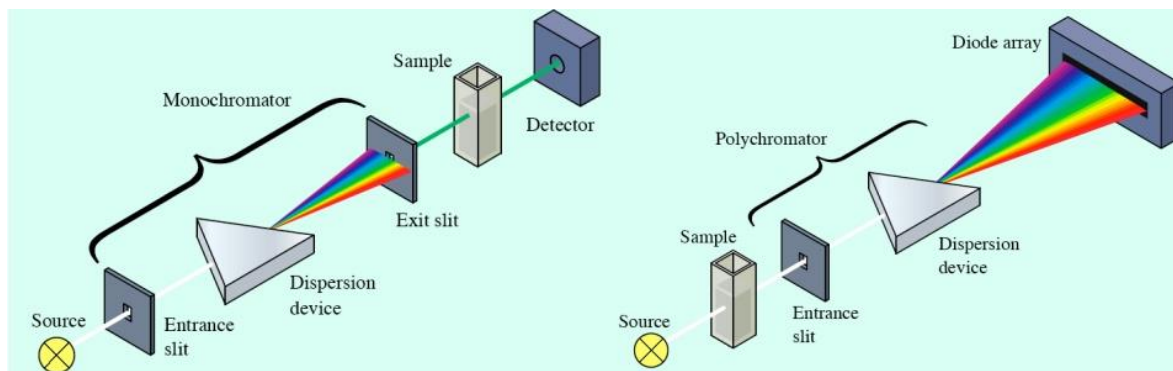 Monochromator
Sample
Detector
Exit slit
Dispersion
device
Source
Entrance
slit
Diode array
Polychromator
Sample
Dispersion
device
Source
Entrance
slit